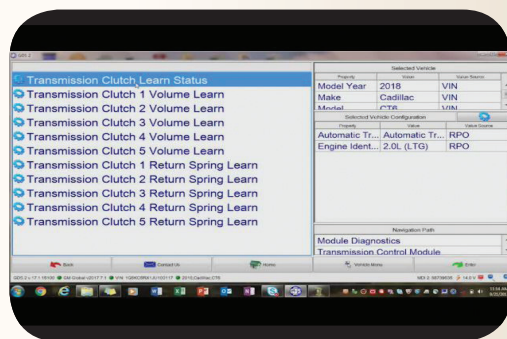 GDS 2
Transmission Clutch Learn Status
Transmission Clutch 1 Volume Learn
Transmission Clutch 2 Volume Learn
Transmission Clutch 3 Volume Learn
Transmission Clutch 4 Volume Learn
Transmission Clutch 5 Volume Learn
Transmission Clutch 1 Return Spring Learn
Transmission Clutch 2 Return Spring Learn
Transmission Clutch 3 Return Spring Learn
Transmission Clutch 4 Return Spring Learn
Transmission Clutch 5 Return Spring Learn
Selected Vehicle
Property Value Value Source
Model Year 2018 VIN
Make Cadillac VIN
Model CT6 VIN
Selected Vehicle Configuration
Property Value Value Source
Automatic Tr... Automatic Tr... RPO
Engine Ident... 2.0L (LTG) RPO
Navigation Path
Module Diagnostics
Transmission Control Module
Back Contact Us Home Vehicle Menu Enter